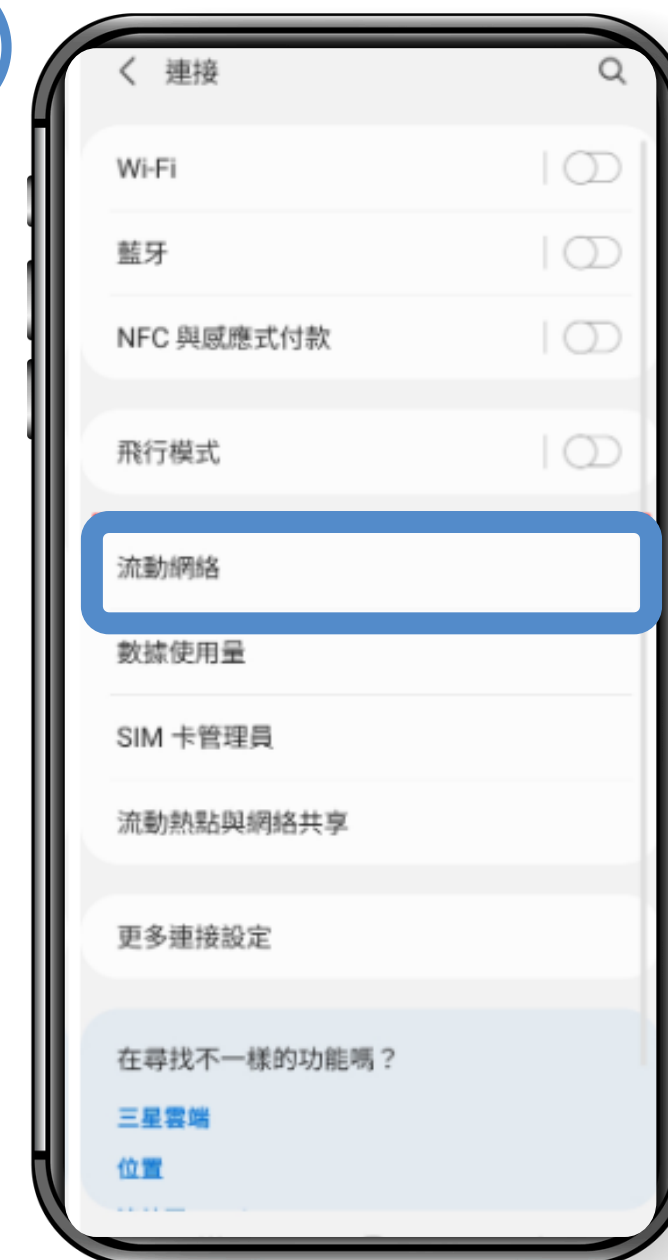 連接
Wi-Fi
藍牙
NFC 與感應式付款
飛行模式
流動網絡
數據使用量
SIM 卡管理員
流動熱點與網絡共享
更多連接設定
在尋找不一樣的功能嗎？
三星雲端
位置